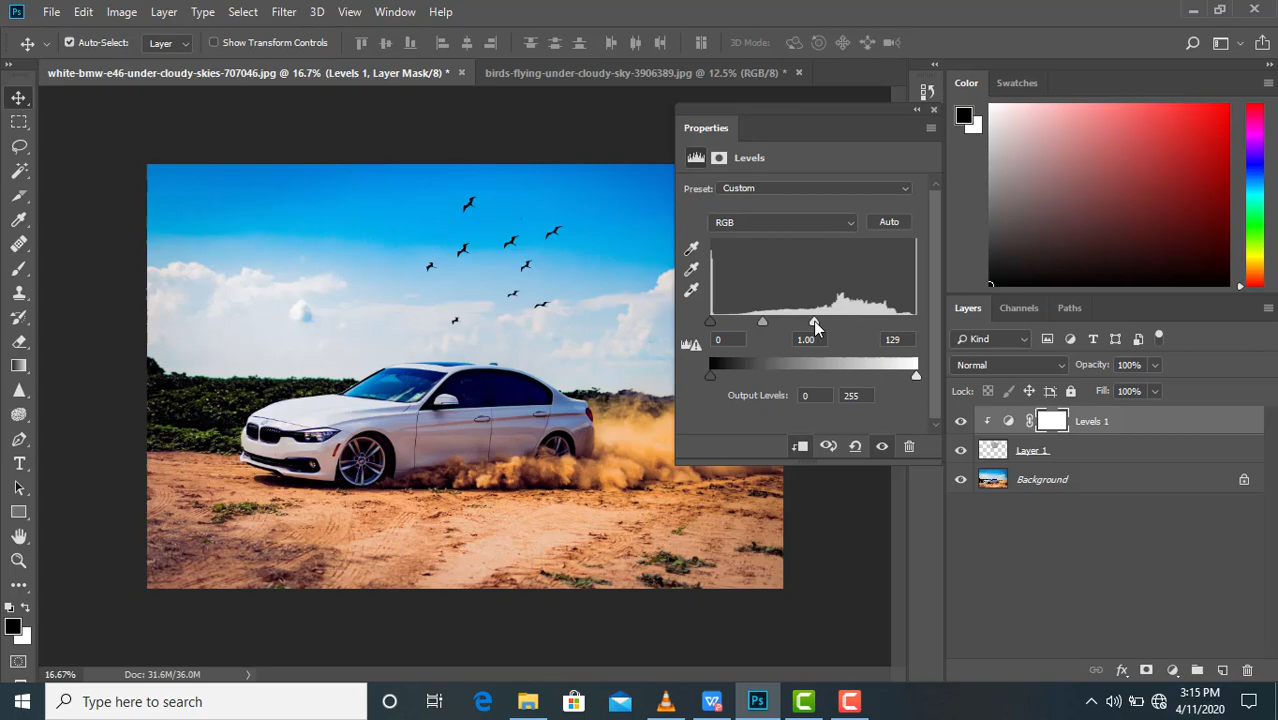 Ps File Edit Image Layer Type Select Filter 3D View Window Help
Auto-Select: Layer Show Transform Controls 3D Mode:
white-bmw-e46-under-cloudy-skies-707046.jpg @ 16.7% (Levels 1, Layer Mask/8) * birds-flying-under-cloudy-sky-3906389.jpg @ 12.5% (RGB/8) *
Color Swatches
Properties
Levels
Preset: Custom
RGB Auto
0 1.00 129
Output Levels: 0 255
Layers Channels Paths
Kind
Normal Opacity: 100%
Lock: Fill: 100%
Levels 1
Layer 1
Background
16.67% Doc: 31.6M/36.0M
Type here to search
Ps
3:15 PM
4/11/2020